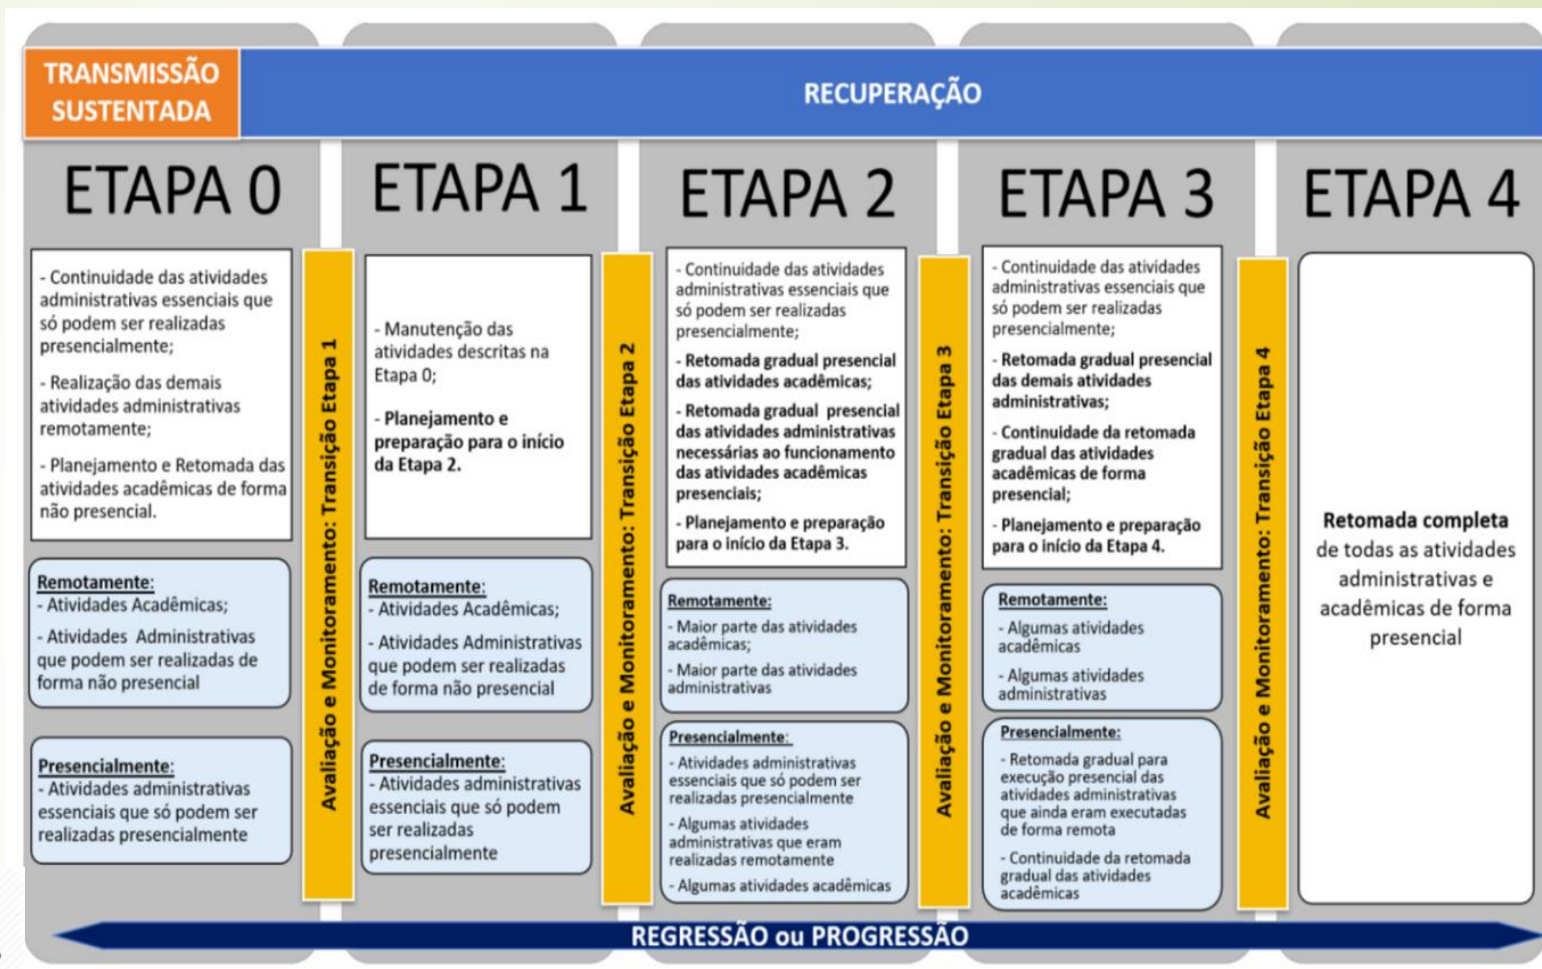 TRANSMISSÃO
SUSTENTADA
RECUPERAÇÃO
ETAPA 0
- Continuidade das atividades
administrativas essenciais que
só podem ser realizadas
presencialmente;
- Realização das demais
atividades administrativas
remotamente;
- Planejamento e Retomada das
atividades acadêmicas de forma
não presencial.
Remotamente:
- Atividades Acadêmicas;
- Atividades Administrativas
que podem ser realizadas de
forma não presencial
Presencialmente:
- Atividades administrativas
essenciais que só podem ser
realizadas presencialmente
Avaliação e Monitoramento: Transição Etapa 1
ETAPA 1
- Manutenção das
atividades descritas na
Etapa 0;
- Planejamento e
preparação para o início
da Etapa 2.
Remotamente:
- Atividades Acadêmicas;
- Atividades Administrativas
que podem ser realizadas
de forma não presencial
Presencialmente:
- Atividades administrativas
essenciais que só podem
ser realizadas
presencialmente
Avaliação e Monitoramento: Transição Etapa 2
ETAPA 2
- Continuidade das atividades
administrativas essenciais que
só podem ser realizadas
presencialmente;
- Retomada gradual presencial
das atividades acadêmicas;
- Retomada gradual presencial
das atividades administrativas
necessárias ao funcionamento
das atividades acadêmicas
presenciais;
- Planejamento e preparação
para o início da Etapa 3.
Remotamente:
- Maior parte das atividades
acadêmicas;
- Maior parte das atividades
administrativas
Presencialmente:
- Atividades administrativas
essenciais que só podem ser
realizadas presencialmente
- Algumas atividades
administrativas que eram
realizadas remotamente
- Algumas atividades acadêmicas
Avaliação e Monitoramento: Transição Etapa 3
ETAPA 3
- Continuidade das atividades
administrativas essenciais que
só podem ser realizadas
presencialmente;
- Retomada gradual presencial
das demais atividades
administrativas;
- Continuidade da retomada
gradual das atividades
acadêmicas de forma
presencial;
- Planejamento e preparação
para o início da Etapa 4.
Remotamente:
- Algumas atividades
acadêmicas
- Algumas atividades
administrativas
Presencialmente:
- Retomada gradual para
execução presencial das
atividades administrativas
que ainda eram executadas
de forma remota
- Continuidade da retomada
gradual das atividades
acadêmicas
Avaliação e Monitoramento: Transição Etapa 4
ETAPA 4
Retomada completa
de todas as atividades
administrativas e
acadêmicas de forma
presencial
REGRESSÃO ou PROGRESSÃO